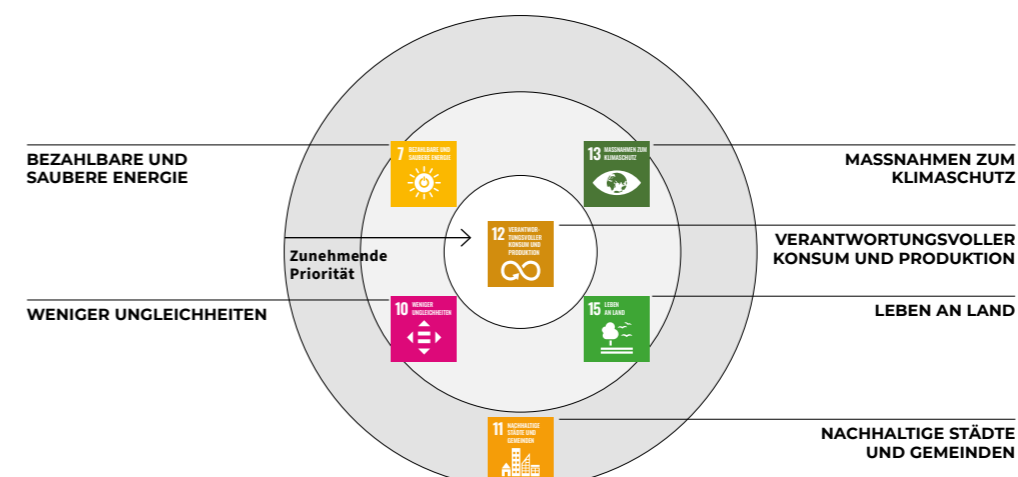 BEZAHLBARE UND
SAUBERE ENERGIE
7 BEZAHLBARE UND
SAUBERE ENERGIE
13 MASSNAHMEN ZUM
KLIMASCHUTZ
MASSNAHMEN ZUM
KLIMASCHUTZ
Zunehmende
Priorität
12 VERANTWOR-
TUNGSVOLLER
KONSUM UND
PRODUKTION
VERANTWORTUNGSVOLLER
KONSUM UND PRODUKTION
WENIGER UNGLEICHHEITEN
10 WENIGER
UNGLEICHHEITEN
15 LEBEN
AN LAND
LEBEN AN LAND
11 NACHHALTIGE
STÄDTE UND
GEMEINDEN
NACHHALTIGE STÄDTE
UND GEMEINDEN